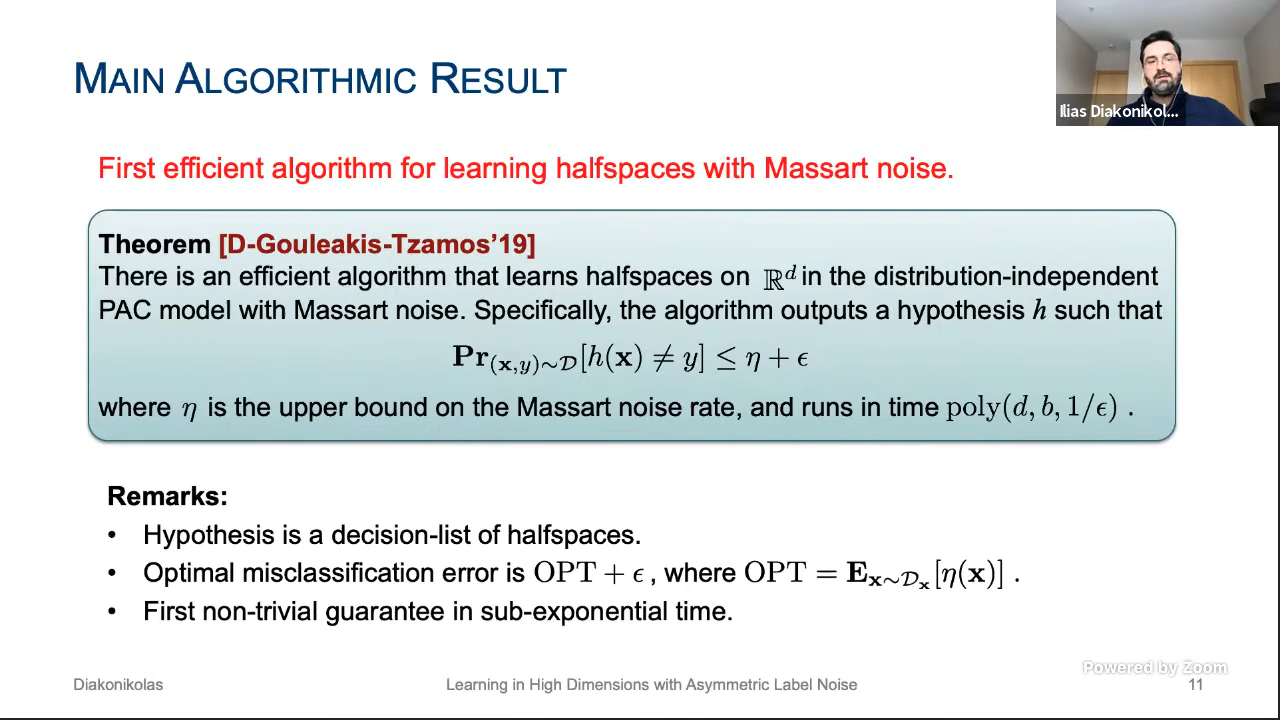 MAIN ALGORITHMIC RESULT
Ilias Diakonikol...
First efficient algorithm for learning halfspaces with Massart noise.
Theorem [D-Gouleakis-Tzamos’19]
There is an efficient algorithm that learns halfspaces on ℝᵈ in the distribution-independent
PAC model with Massart noise. Specifically, the algorithm outputs a hypothesis h such that
Pr₍ₓ,y₎∼𝒟[h(x) ≠ y] ≤ η + ϵ
where η is the upper bound on the Massart noise rate, and runs in time poly(d, b, 1/ϵ) .
Remarks:
• Hypothesis is a decision-list of halfspaces.
• Optimal misclassification error is OPT + ϵ , where OPT = E_{x∼𝒟ₓ}[η(x)] .
• First non-trivial guarantee in sub-exponential time.
Powered by Zoom
Diakonikolas
Learning in High Dimensions with Asymmetric Label Noise
11